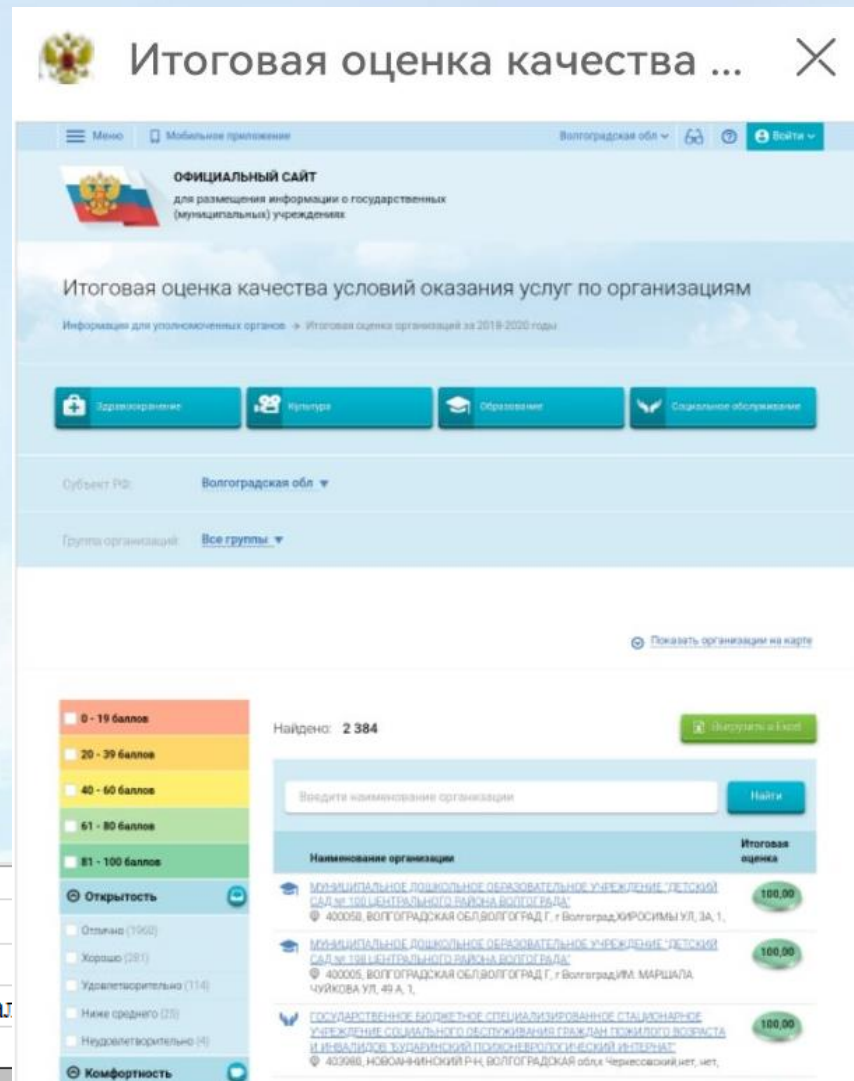 Итоговая оценка качества ...
Меню
Мобильное приложение
Волгоградская обл
Войти
ОФИЦИАЛЬНЫЙ САЙТ
для размещения информации о государственных
(муниципальных) учреждениях
Итоговая оценка качества условий оказания услуг по организациям
Информация для уполномоченных органов → Итоговая оценка организаций за 2018-2020 годы
Здравоохранение
Культура
Образование
Социальное обслуживание
Субъект РФ:
Волгоградская обл
Группа организаций:
Все группы
Показать организации на карте
0 - 19 баллов
20 - 39 баллов
40 - 60 баллов
61 - 80 баллов
81 - 100 баллов
Открытость
Отлично (1960)
Хорошо (281)
Удовлетворительно (114)
Ниже среднего (25)
Неудовлетворительно (4)
Комфортность
Найдено: 2 384
Выгрузить в Excel
Введите наименование организации
Найти
Наименование организации
Итоговая
оценка
МУНИЦИПАЛЬНОЕ ДОШКОЛЬНОЕ ОБРАЗОВАТЕЛЬНОЕ УЧРЕЖДЕНИЕ "ДЕТСКИЙ
САД № 100 ЦЕНТРАЛЬНОГО РАЙОНА ВОЛГОГРАДА"
400050, ВОЛГОГРАДСКАЯ ОБЛ,ВОЛГОГРАД Г, г Волгоград,ХИРОСИМЫ УЛ, 3А, 1,
100,00
МУНИЦИПАЛЬНОЕ ДОШКОЛЬНОЕ ОБРАЗОВАТЕЛЬНОЕ УЧРЕЖДЕНИЕ "ДЕТСКИЙ
САД № 198 ЦЕНТРАЛЬНОГО РАЙОНА ВОЛГОГРАДА"
400005, ВОЛГОГРАДСКАЯ ОБЛ,ВОЛГОГРАД Г, г Волгоград,ИМ. МАРШАЛА
ЧУЙКОВА УЛ, 49 А, 1,
100,00
ГОСУДАРСТВЕННОЕ БЮДЖЕТНОЕ СПЕЦИАЛИЗИРОВАННОЕ СТАЦИОНАРНОЕ
УЧРЕЖДЕНИЕ СОЦИАЛЬНОГО ОБСЛУЖИВАНИЯ ГРАЖДАН ПОЖИЛОГО ВОЗРАСТА
И ИНВАЛИДОВ "БУДАРИНСКИЙ ПСИХОНЕВРОЛОГИЧЕСКИЙ ИНТЕРНАТ"
403980, НОВОАННИНСКИЙ Р-Н, ВОЛГОГРАДСКАЯ обл,х Черкесовский,нет, нет,
100,00